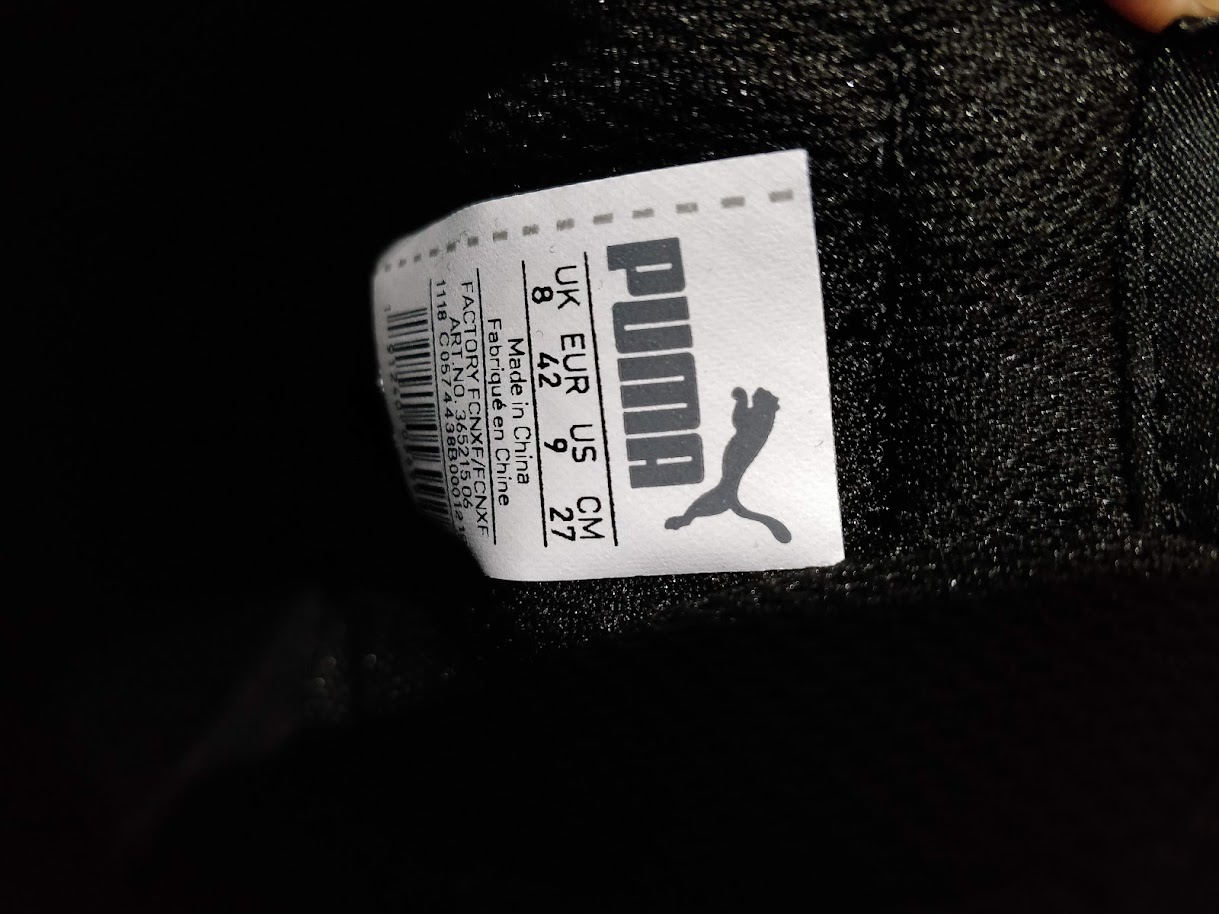 PUMA
UK EUR US CM
8 42 9 27
Made in China
Fabriqué en Chine
FACTORY FCNXF/FCNXF
ART.NO. 365215 06
1118